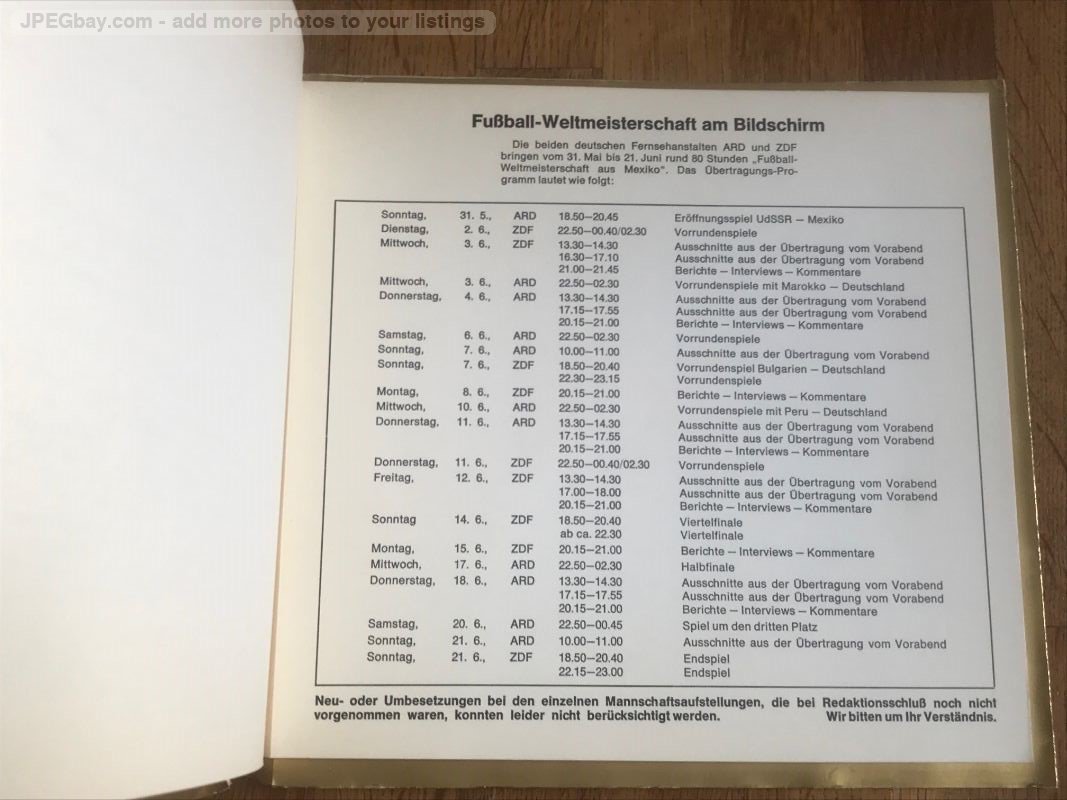 JPEGbay.com - add more photos to your listings
Fußball-Weltmeisterschaft am Bildschirm
Die beiden deutschen Fernsehanstalten ARD und ZDF
bringen vom 31. Mai bis 21. Juni rund 80 Stunden „Fußball-
Weltmeisterschaft aus Mexiko“. Das Übertragungs-Pro-
gramm lautet wie folgt:
Sonntag, 31. 5., ARD 18.50—20.45 Eröffnungsspiel UdSSR — Mexiko
Dienstag, 2. 6., ZDF 22.50—00.40/02.30 Vorrundenspiele
Mittwoch, 3. 6., ZDF 13.30—14.30 Ausschnitte aus der Übertragung vom Vorabend
16.30—17.10 Ausschnitte aus der Übertragung vom Vorabend
21.00—21.45 Berichte — Interviews — Kommentare
Mittwoch, 3. 6., ARD 22.50—02.30 Vorrundenspiele mit Marokko — Deutschland
Donnerstag, 4. 6., ARD 13.30—14.30 Ausschnitte aus der Übertragung vom Vorabend
17.15—17.55 Ausschnitte aus der Übertragung vom Vorabend
20.15—21.00 Berichte — Interviews — Kommentare
Samstag, 6. 6., ARD 22.50—02.30 Vorrundenspiele
Sonntag, 7. 6., ARD 10.00—11.00 Ausschnitte aus der Übertragung vom Vorabend
Sonntag, 7. 6., ZDF 18.50—20.40 Vorrundenspiel Bulgarien — Deutschland
22.30—23.15 Vorrundenspiele
Montag, 8. 6., ZDF 20.15—21.00 Berichte — Interviews — Kommentare
Mittwoch, 10. 6., ARD 22.50—02.30 Vorrundenspiele mit Peru — Deutschland
Donnerstag, 11. 6., ARD 13.30—14.30 Ausschnitte aus der Übertragung vom Vorabend
17.15—17.55 Ausschnitte aus der Übertragung vom Vorabend
20.15—21.00 Berichte — Interviews — Kommentare
Donnerstag, 11. 6., ZDF 22.50—00.40/02.30 Vorrundenspiele
Freitag, 12. 6., ZDF 13.30—14.30 Ausschnitte aus der Übertragung vom Vorabend
17.00—18.00 Ausschnitte aus der Übertragung vom Vorabend
20.15—21.00 Berichte — Interviews — Kommentare
Sonntag 14. 6., ZDF 18.50—20.40 Viertelfinale
ab ca. 22.30 Viertelfinale
Montag, 15. 6., ZDF 20.15—21.00 Berichte — Interviews — Kommentare
Mittwoch, 17. 6., ARD 22.50—02.30 Halbfinale
Donnerstag, 18. 6., ARD 13.30—14.30 Ausschnitte aus der Übertragung vom Vorabend
17.15—17.55 Ausschnitte aus der Übertragung vom Vorabend
20.15—21.00 Berichte — Interviews — Kommentare
Samstag, 20. 6., ARD 22.50—00.45 Spiel um den dritten Platz
Sonntag, 21. 6., ARD 10.00—11.00 Ausschnitte aus der Übertragung vom Vorabend
Sonntag, 21. 6., ZDF 18.50—20.40 Endspiel
22.15—23.00 Endspiel
Neu- oder Umbesetzungen bei den einzelnen Mannschaftsaufstellungen, die bei Redaktionsschluß noch nicht
vorgenommen waren, konnten leider nicht berücksichtigt werden. Wir bitten um Ihr Verständnis.